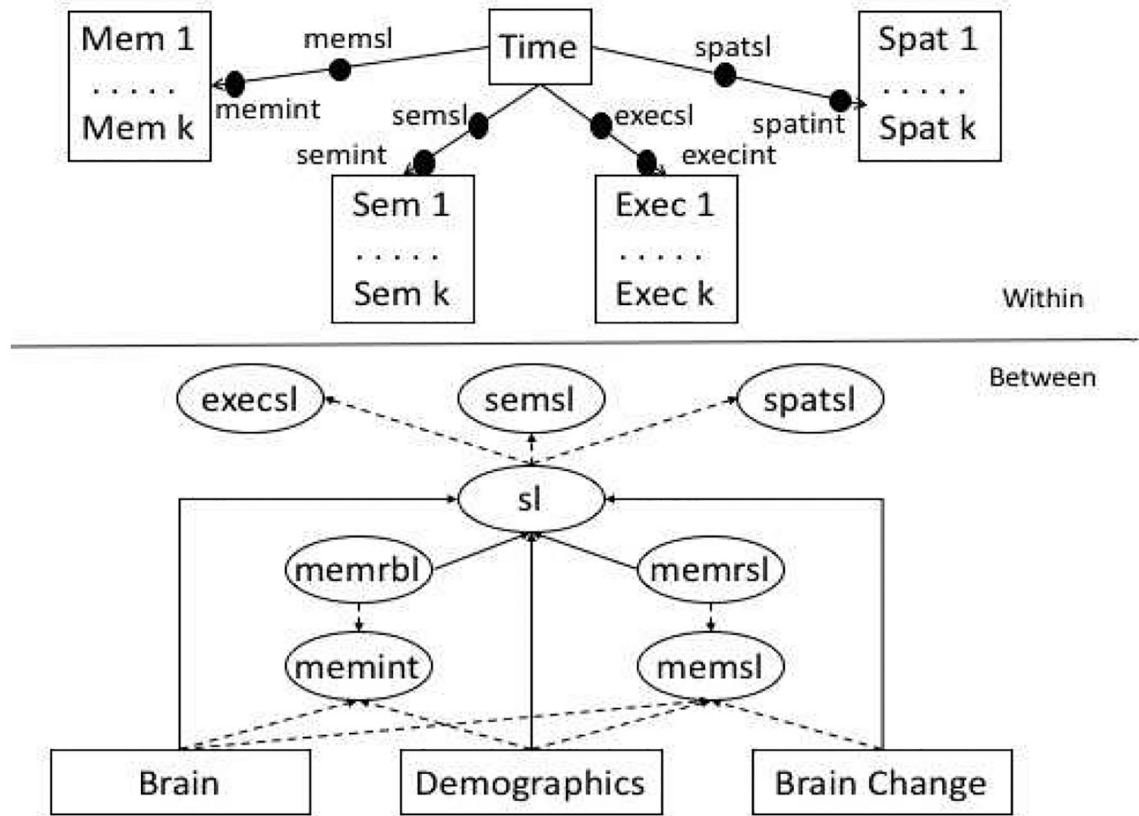 Mem 1
. . . . .
Mem k
memsl
memint
Time
spatsl
spatint
Spat 1
. . . . .
Spat k
semsl
semint
execsl
execint
Sem 1
. . . . .
Sem k
Exec 1
. . . . .
Exec k
Within
Between
execsl
semsl
spatsl
sl
memrbl
memrsl
memint
memsl
Brain
Demographics
Brain Change